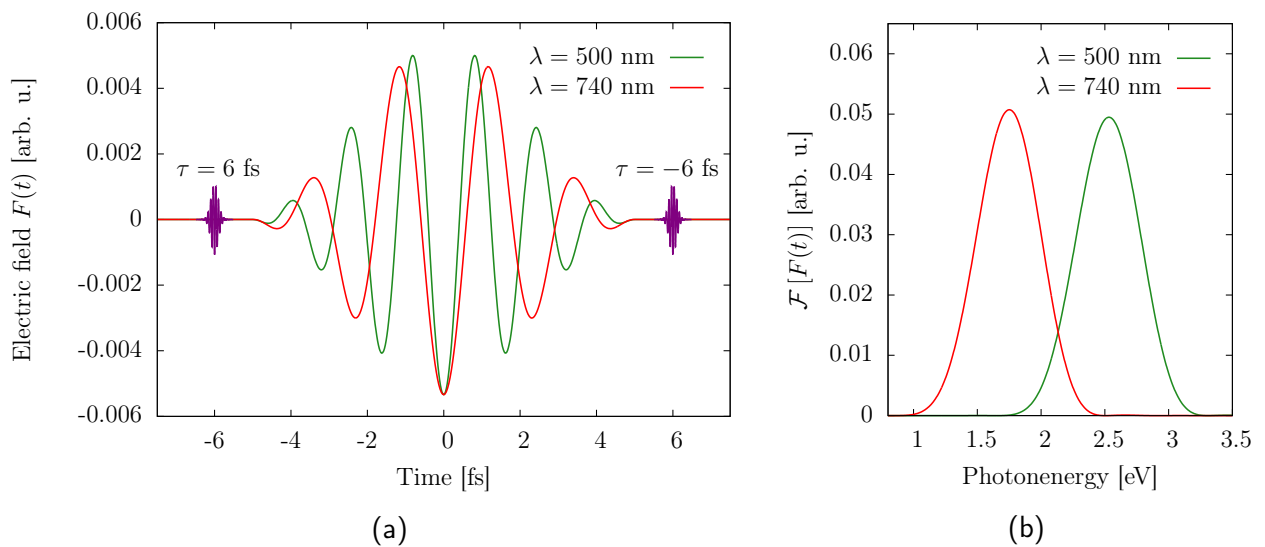 0.006
0.004
0.002
0
-0.002
-0.004
-0.006
Electric field F(t) [arb. u.]
λ = 500 nm
λ = 740 nm
τ = 6 fs
τ = −6 fs
-6
-4
-2
0
2
4
6
Time [fs]
(a)
0.06
0.05
0.04
0.03
0.02
0.01
0
ℱ [F(t)] [arb. u.]
λ = 500 nm
λ = 740 nm
1
1.5
2
2.5
3
3.5
Photonenergy [eV]
(b)